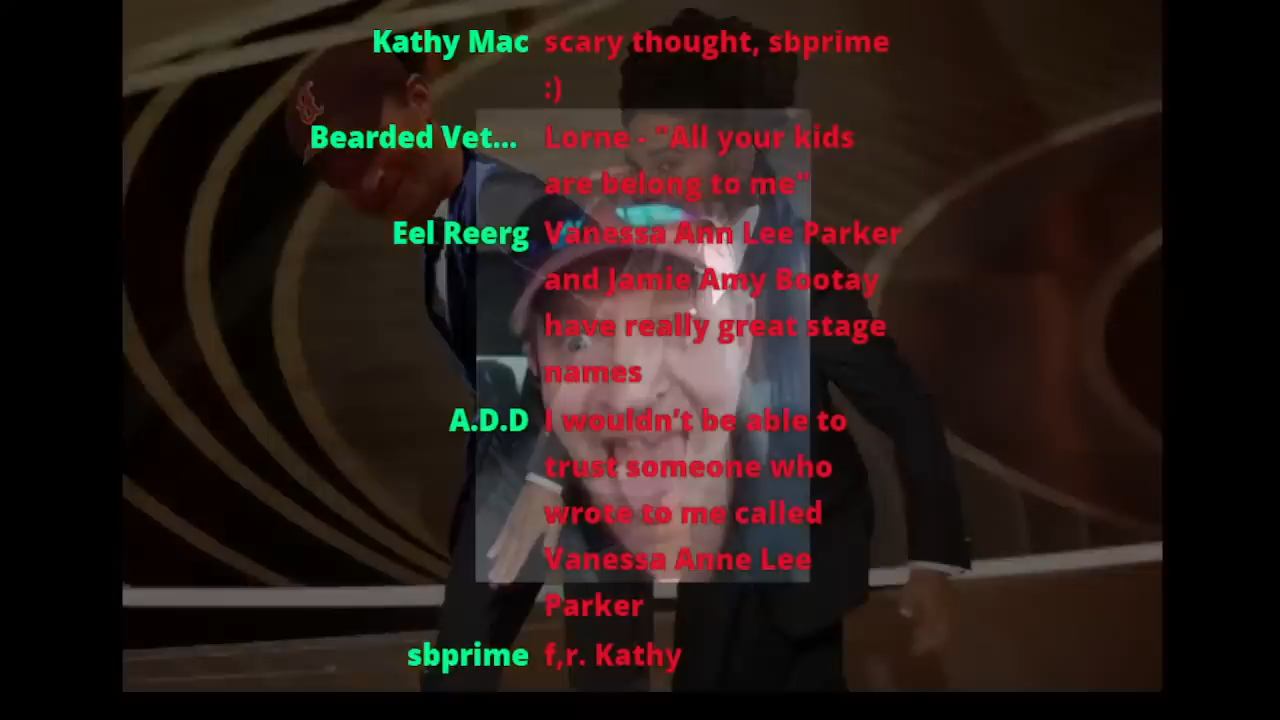 Kathy Mac scary thought, sbprime
:)
Bearded Vet... Lorne - "All your kids
are belong to me"
Eel Reerg Vanessa Ann Lee Parker
and Jamie Amy Bootay
have really great stage
names
A.D.D I wouldn’t be able to
trust someone who
wrote to me called
Vanessa Anne Lee
Parker
sbprime f,r. Kathy